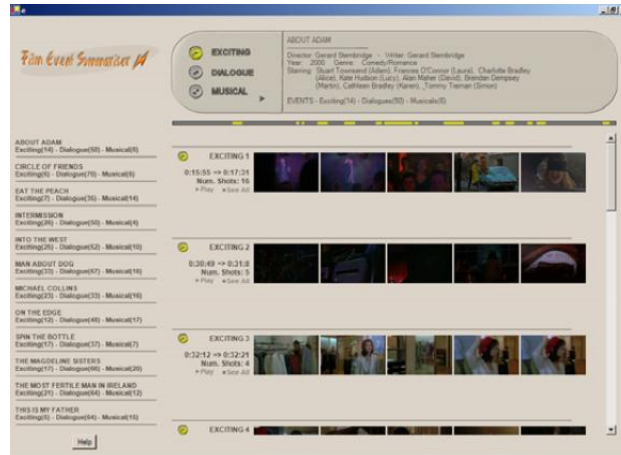 e
Film Event Summariser
EXCITING
DIALOGUE
MUSICAL
ABOUT ADAM
Director: Gerard Stembridge - Writer: Gerard Stembridge
Year: 2000 Genre: Comedy/Romance
Starring: Stuart Townsend (Adam), Frances O'Connor (Laura), Charlotte Bradley
(Alice), Kate Hudson (Lucy), Alan Maher (David), Brendan Dempsey
(Martin), Cathleen Bradley (Karen), Tommy Tiernan (Simon)
EVENTS - Exciting(14) - Dialogues(50) - Musicals(6)
ABOUT ADAM
Exciting(14) - Dialogue(50) - Musical(6)
CIRCLE OF FRIENDS
Exciting(6) - Dialogue(70) - Musical(6)
EAT THE PEACH
Exciting(7) - Dialogue(35) - Musical(14)
INTERMISSION
Exciting(26) - Dialogue(50) - Musical(4)
INTO THE WEST
Exciting(25) - Dialogue(52) - Musical(10)
MAN ABOUT DOG
Exciting(33) - Dialogue(67) - Musical(16)
MICHAEL COLLINS
Exciting(23) - Dialogue(33) - Musical(16)
ON THE EDGE
Exciting(12) - Dialogue(48) - Musical(17)
SPIN THE BOTTLE
Exciting(17) - Dialogue(37) - Musical(7)
THE MAGDELINE SISTERS
Exciting(17) - Dialogue(66) - Musical(20)
THE MOST FERTILE MAN IN IRELAND
Exciting(21) - Dialogue(64) - Musical(12)
THIS IS MY FATHER
Exciting(5) - Dialogue(64) - Musical(15)
Help
EXCITING 1
0:15:55 => 0:17:31
Num. Shots: 16
Play See All
EXCITING 2
0:30:49 => 0:31:8
Num. Shots: 5
Play See All
EXCITING 3
0:32:12 => 0:32:21
Num. Shots: 4
Play See All
EXCITING 4